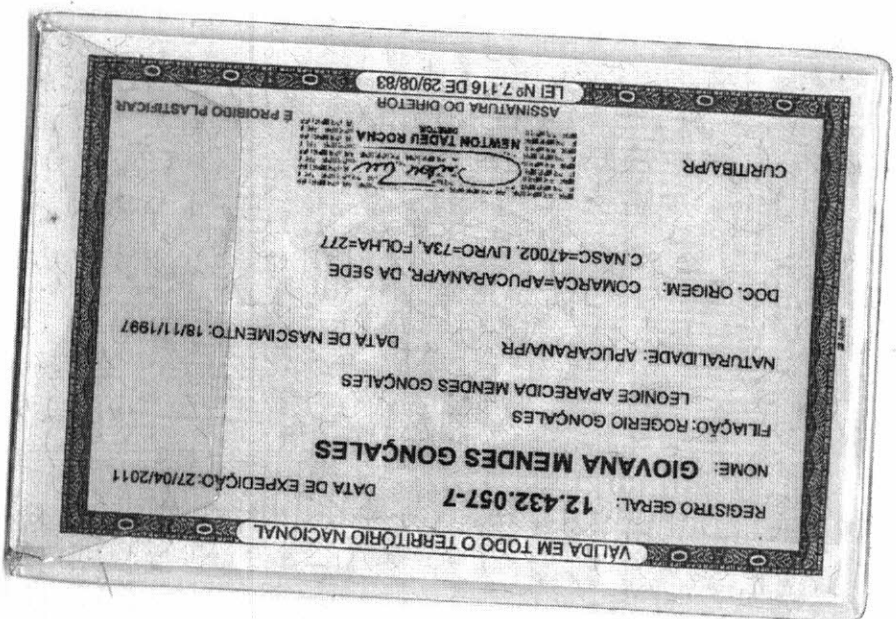 VÁLIDA EM TODO O TERRITÓRIO NACIONAL
REGISTRO GERAL: 12.432.057-7 DATA DE EXPEDIÇÃO: 27/04/2011
NOME: GIOVANA MENDES GONÇALES
FILIAÇÃO: ROGERIO GONÇALES
LEONICE APARECIDA MENDES GONÇALES
NATURALIDADE: APUCARANA/PR DATA DE NASCIMENTO: 18/11/1997
DOC. ORIGEM: COMARCA=APUCARANA/PR, DA SEDE
C.NASC=47002, LIVRO=73A, FOLHA=277
CURITIBA/PR
NEWTON TADEU ROCHA
DIRETOR
ASSINATURA DO DIRETOR
É PROIBIDO PLASTIFICAR
LEI Nº 7.116 DE 29/08/83